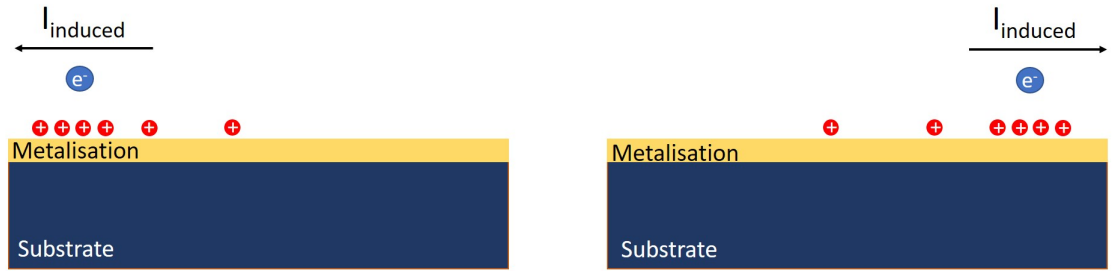 I_induced
e⁻
+ + + + + +
Metalisation
Substrate
I_induced
e⁻
+ + + + + +
Metalisation
Substrate